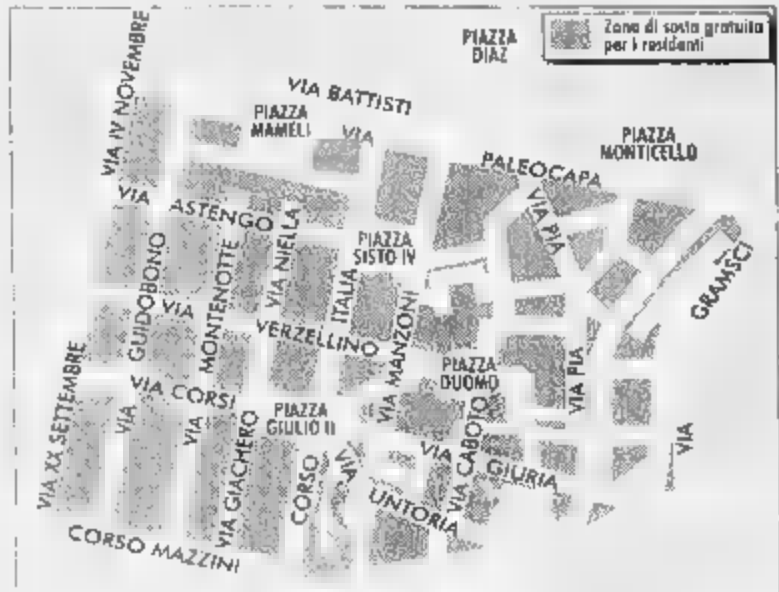 Zona di sosta gratuita
per i residenti
PIAZZA
DIAZ
VIA IV NOVEMBRE
VIA BATTISTI
PIAZZA
MAMELI
VIA
PALEOCAPA
PIAZZA
MONTICELLO
VIA
ASTENGO
VIA PIA
GUIDOBONO
MONTENOTTE
VIA NIELLA
ITALIA
PIAZZA
SISTO IV
GRAMSCI
VIA
VERZELLINO
VIA MANZONI
PIAZZA
DUOMO
VIA PIA
VIA XX SETTEMBRE
VIA CORSI
VIA
VIA
VIA GIACHERO
PIAZZA
GIULIO II
CORSO
VIA
UNTORIA
VIA
GIURIA
VIA CABOTO
VIA
CORSO MAZZINI